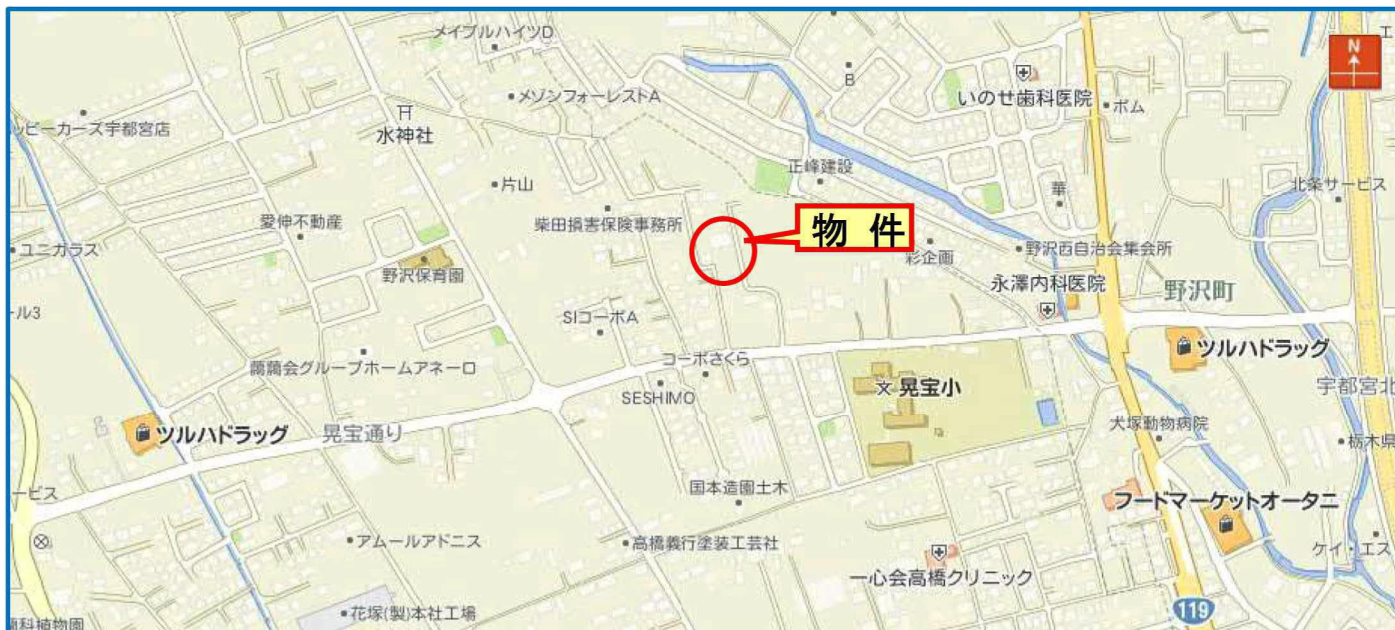 メイプルハイツD
B
N
エ
メゾンフォーレストA
いのせ歯科医院
ボム
ッピーカーズ宇都宮店
水神社
正峰建設
片山
華
北条サービス
愛伸不動産
柴田損害保険事務所
物 件
ユニガラス
野沢保育園
彩企画
野沢西自治会集会所
永澤内科医院
野沢町
ール3
SIコーポA
ツルハドラッグ
繭繭会グループホームアネーロ
コーポさくら
SESHIMO
晃宝小
宇都宮北
ツルハドラッグ
晃宝通り
犬塚動物病院
栃木県
ービス
国本造園土木
フードマーケットオータニ
アムールアドニス
高橋義行塗装工芸社
一心会高橋クリニック
ケイ・エス
花塚(製)本社工場
119
科植物園